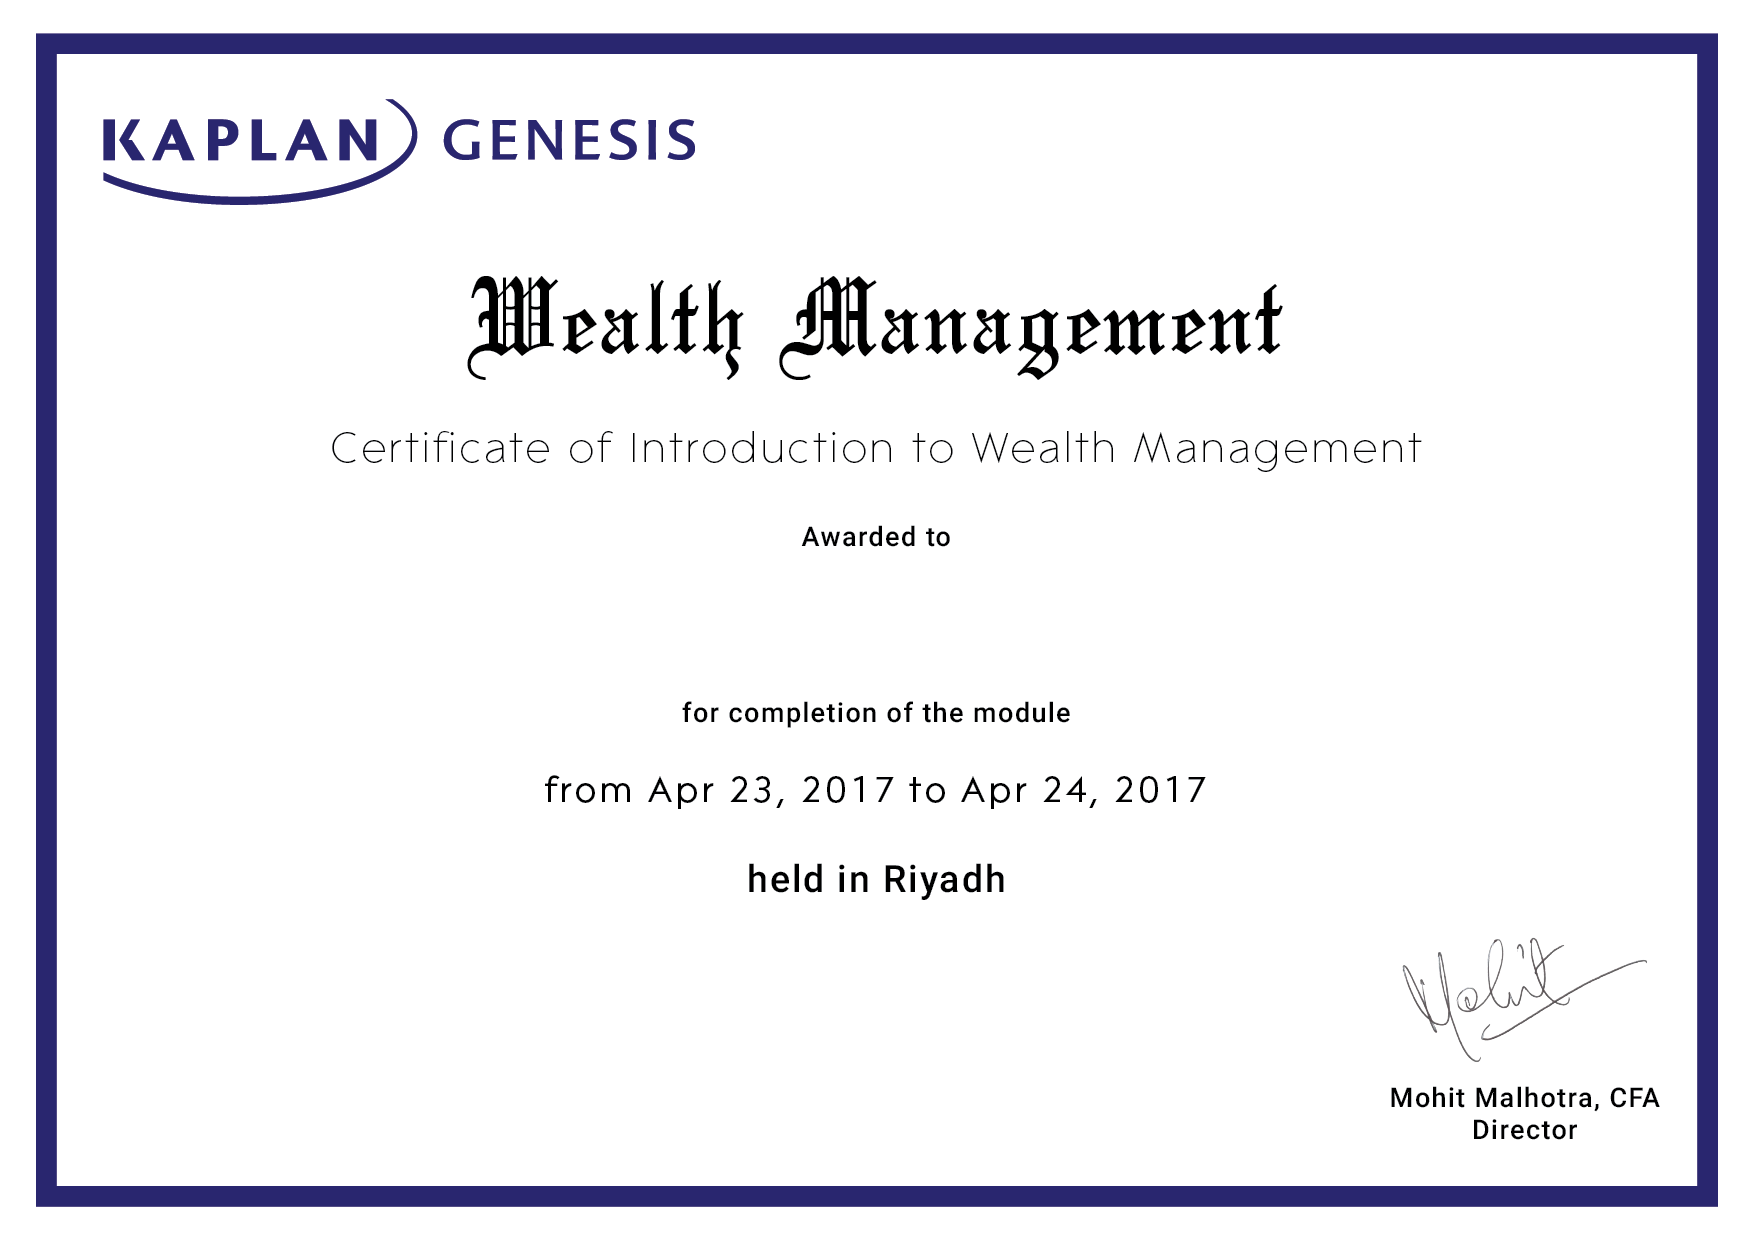 KAPLAN GENESIS
Wealth Management
Certificate of Introduction to Wealth Management
Awarded to
for completion of the module
from Apr 23, 2017 to Apr 24, 2017
held in Riyadh
Mohit
Mohit Malhotra, CFA
Director